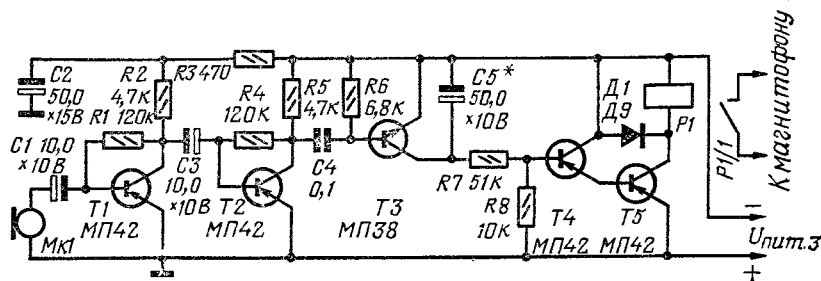 C2
50,0
×15В
R2
4,7к
R3 470
R1 120к
C1 10,0
×10В
Мк1
T1
МП42
C3
10,0
×10В
R4
120к
T2
МП42
R5
4,7к
C4
0,1
R6
6,8к
T3
МП38
C5*
50,0
×10В
R7 51к
R8
10к
T4
МП42
T5
МП42
Д1
Д9
P1
P1/1
К магнитофону
−
Uпит.3
+